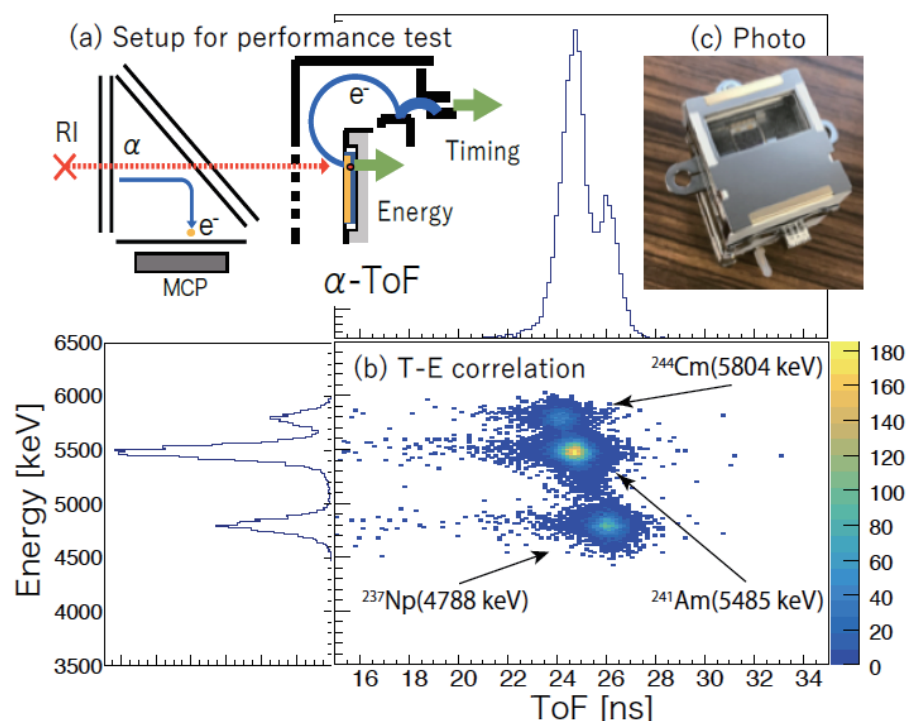 (a) Setup for performance test
(c) Photo
RI
α
e-
e-
Timing
Energy
MCP
α-ToF
6500
6000
5500
5000
4500
4000
3500
Energy [keV]
(b) T-E correlation
²⁴⁴Cm(5804 keV)
²³⁷Np(4788 keV)
²⁴¹Am(5485 keV)
180
160
140
120
100
80
60
40
20
0
16 18 20 22 24 26 28 30 32 34
ToF [ns]